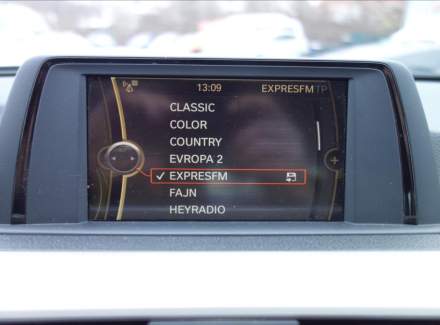 13:09 EXPRESFM TP
CLASSIC
COLOR
COUNTRY
EVROPA 2
✓ EXPRESFM
FAJN
HEYRADIO